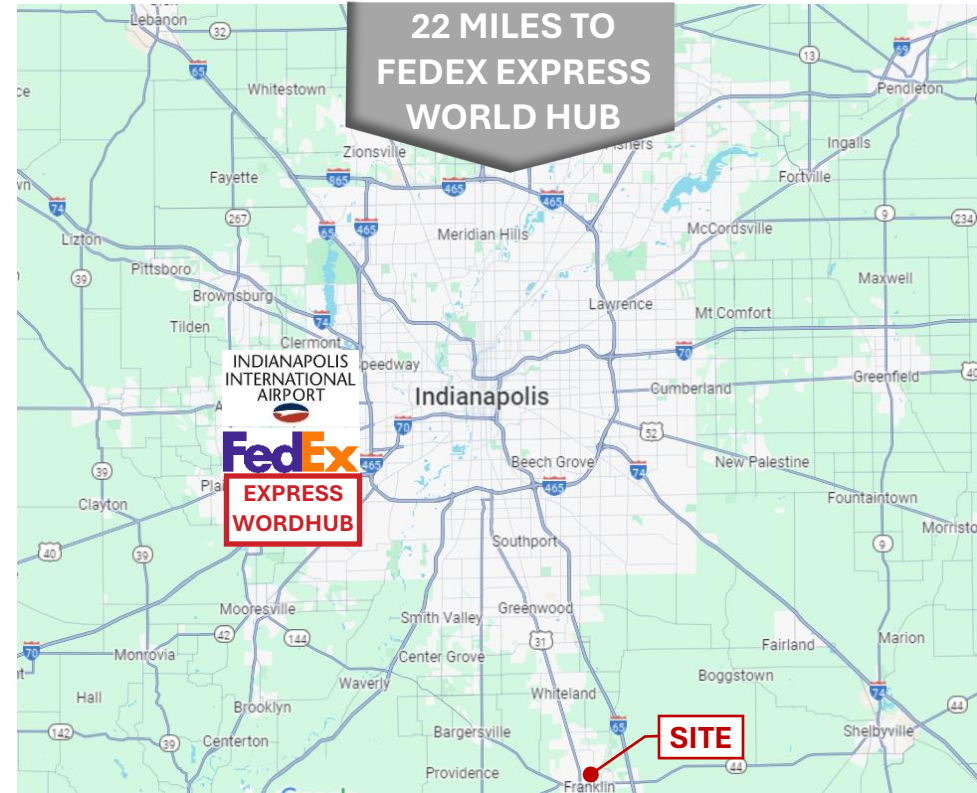 Lebanon
32
22 MILES TO
FEDEX EXPRESS
WORLD HUB
13
69
65
Whitestown
Pendleton
Zionsville
Ingalls
Fayette
865
465
465
Fortville
74
267
65
465
Meridian Hills
McCordsville
9
234
Lizton
39
Pittsboro
Maxwell
Brownsburg
Lawrence
Mt Comfort
Tilden
74
Clermont
70
INDIANAPOLIS
INTERNATIONAL
AIRPORT
Indianapolis
Cumberland
Greenfield
40
70
52
FedEx
465
Beech Grove
74
New Palestine
39
Clayton
EXPRESS
WORDHUB
465
Fountaintown
Southport
40
39
9
Mooresville
Smith Valley
Greenwood
42
144
31
Fairland
Marion
70
Monrovia
Center Grove
Boggstown
Hall
Waverly
Whiteland
74
Brooklyn
44
142
39
Centerton
Bargersville
65
SITE
Shelbyville
44
Providence
Franklin